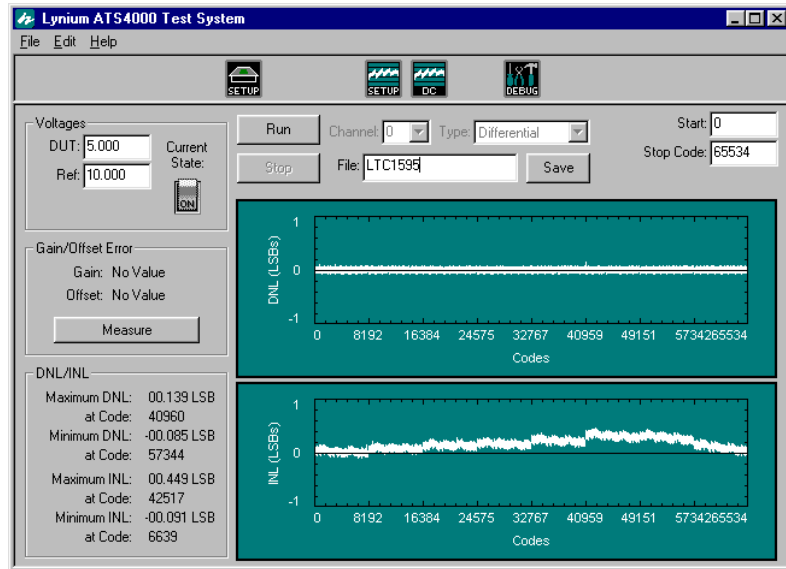 Lynium ATS4000 Test System
File Edit Help
SETUP SETUP DC DEBUG
Voltages
DUT: 5.000
Ref: 10.000
Current State:
ON
Run Channel: 0 Type: Differential
Stop File: LTC1595 Save
Start: 0
Stop Code: 65534
Gain/Offset Error
Gain: No Value
Offset: No Value
Measure
DNL/INL
Maximum DNL: 00.139 LSB
at Code: 40960
Minimum DNL: -00.085 LSB
at Code: 57344
Maximum INL: 00.449 LSB
at Code: 42517
Minimum INL: -00.091 LSB
at Code: 6639
DNL (LSBs)
1
0
-1
0 8192 16384 24575 32767 40959 49151 5734265534
Codes
INL (LSBs)
1
0
-1
0 8192 16384 24575 32767 40959 49151 5734265534
Codes